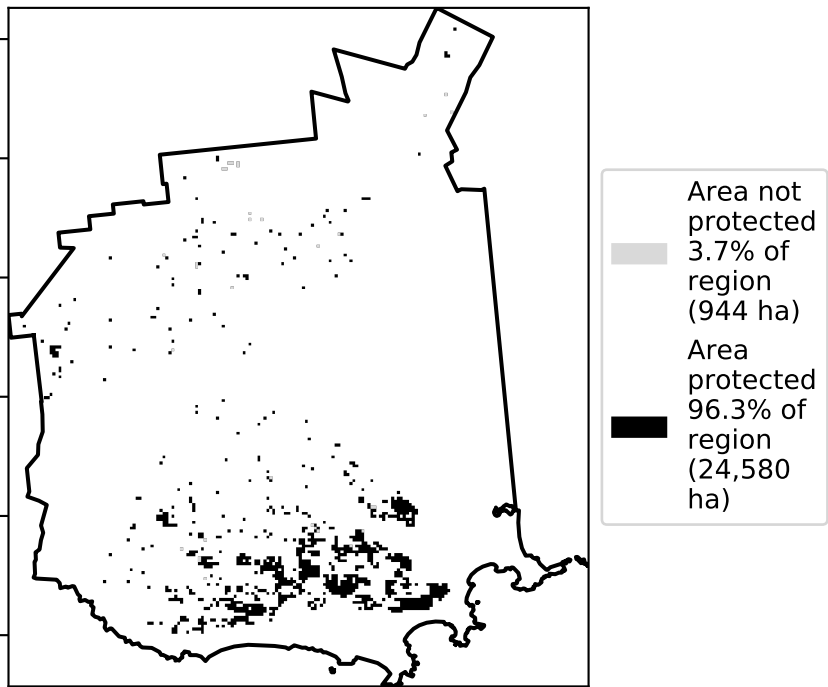 Area not
protected
3.7% of
region
(944 ha)
Area
protected
96.3% of
region
(24,580
ha)